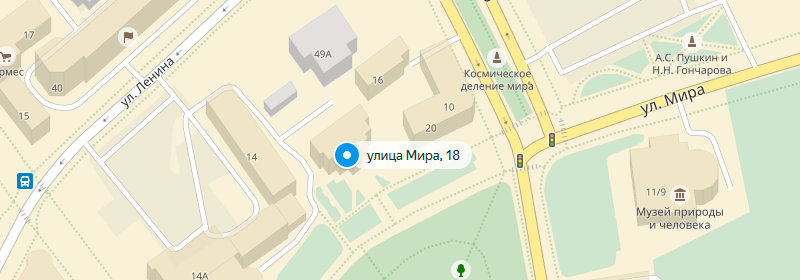 17
ермес
15
40
ул. Ленина
49А
16
10
20
14
14А
улица Мира, 18
Космическое
деление мира
А.С. Пушкин и
Н.Н. Гончарова
ул. Мира
11/9
Музей природы
и человека